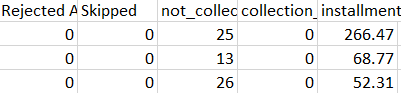 Rejected A Skipped not_collec collection_ installment
0 0 25 0 266.47
0 0 13 0 68.77
0 0 26 0 52.31